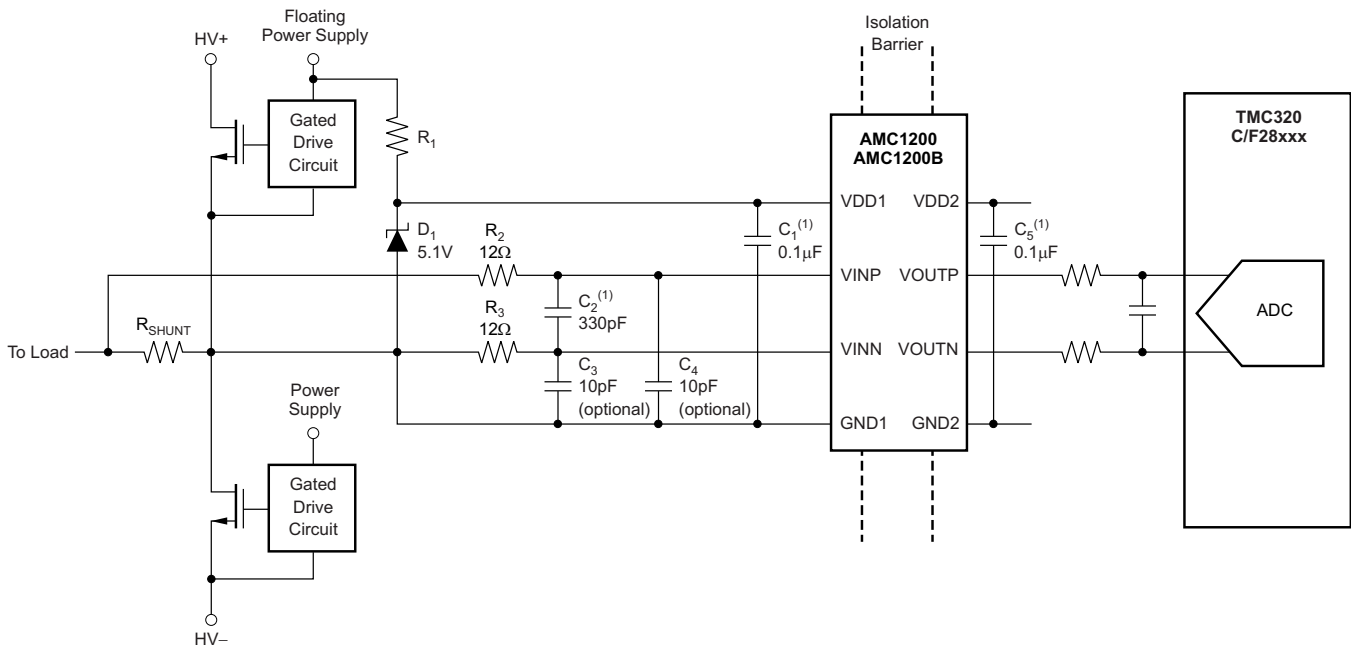 Floating
Power Supply
HV+
Gated
Drive
Circuit
R1
Isolation
Barrier
AMC1200
AMC1200B
TMC320
C/F28xxx
VDD1
VDD2
D1
5.1V
R2
12Ω
C1(1)
0.1µF
C5(1)
0.1µF
VINP
VOUTP
C2(1)
330pF
R3
12Ω
ADC
RSHUNT
To Load
VINN
VOUTN
C3
10pF
(optional)
C4
10pF
(optional)
Power
Supply
GND1
GND2
Gated
Drive
Circuit
HV−